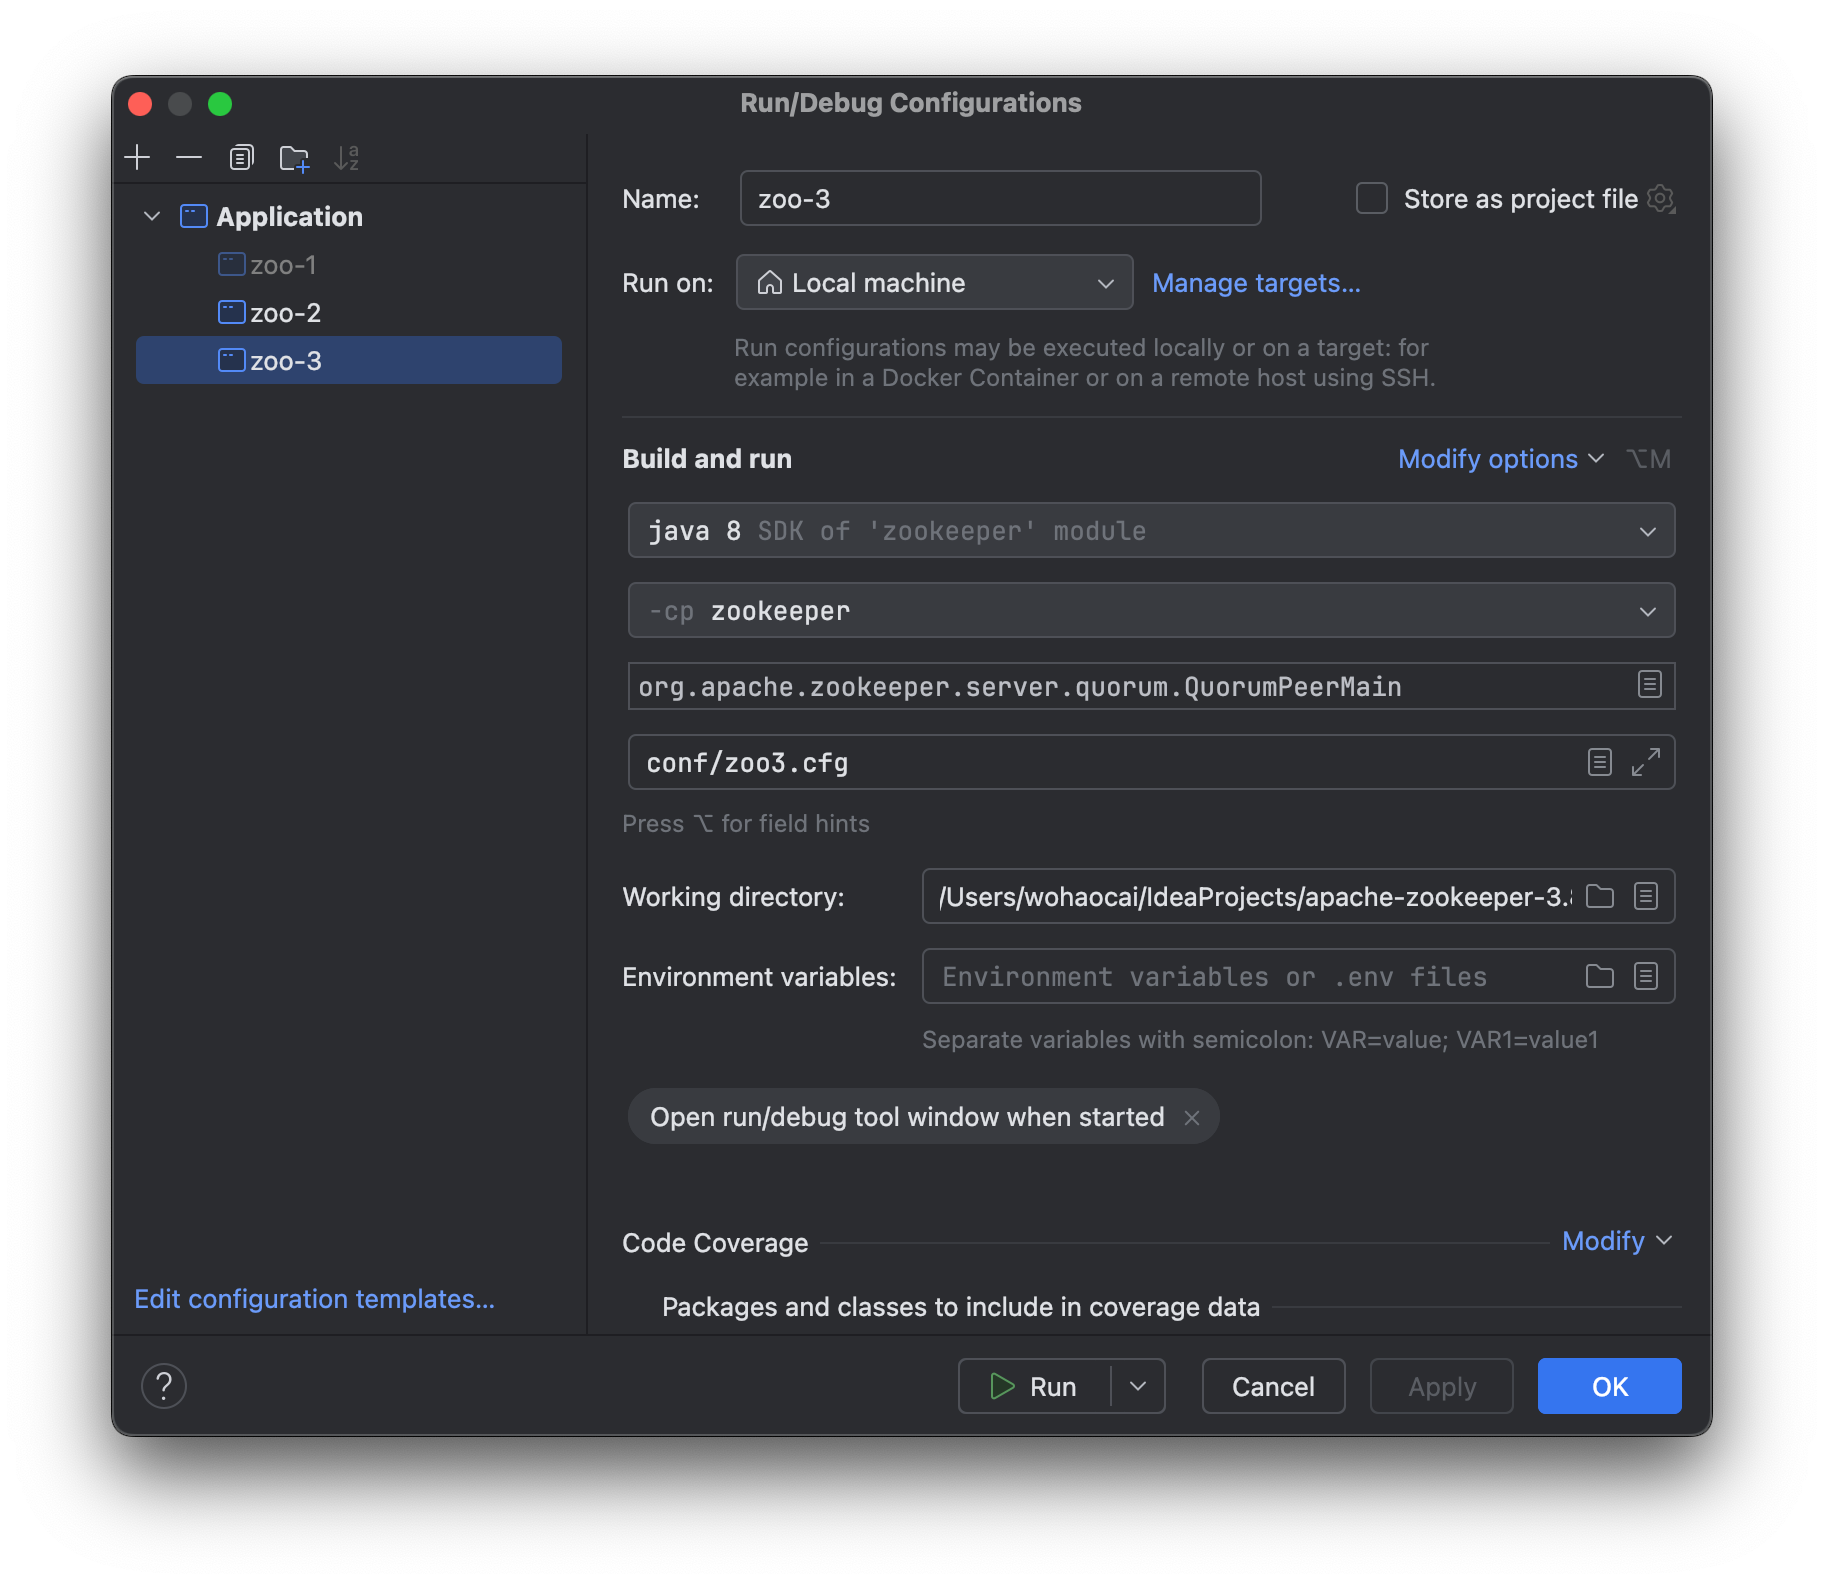 Run/Debug Configurations
Application
zoo-1
zoo-2
zoo-3
Edit configuration templates...
Name:
zoo-3
Store as project file
Run on:
Local machine
Manage targets...
Run configurations may be executed locally or on a target: for
example in a Docker Container or on a remote host using SSH.
Build and run
Modify options
⌥M
java 8 SDK of 'zookeeper' module
-cp zookeeper
org.apache.zookeeper.server.quorum.QuorumPeerMain
conf/zoo3.cfg
Press ⌥ for field hints
Working directory:
/Users/wohaocai/IdeaProjects/apache-zookeeper-3.
Environment variables:
Environment variables or .env files
Separate variables with semicolon: VAR=value; VAR1=value1
Open run/debug tool window when started
Code Coverage
Modify
Packages and classes to include in coverage data
?
Run
Cancel
Apply
OK